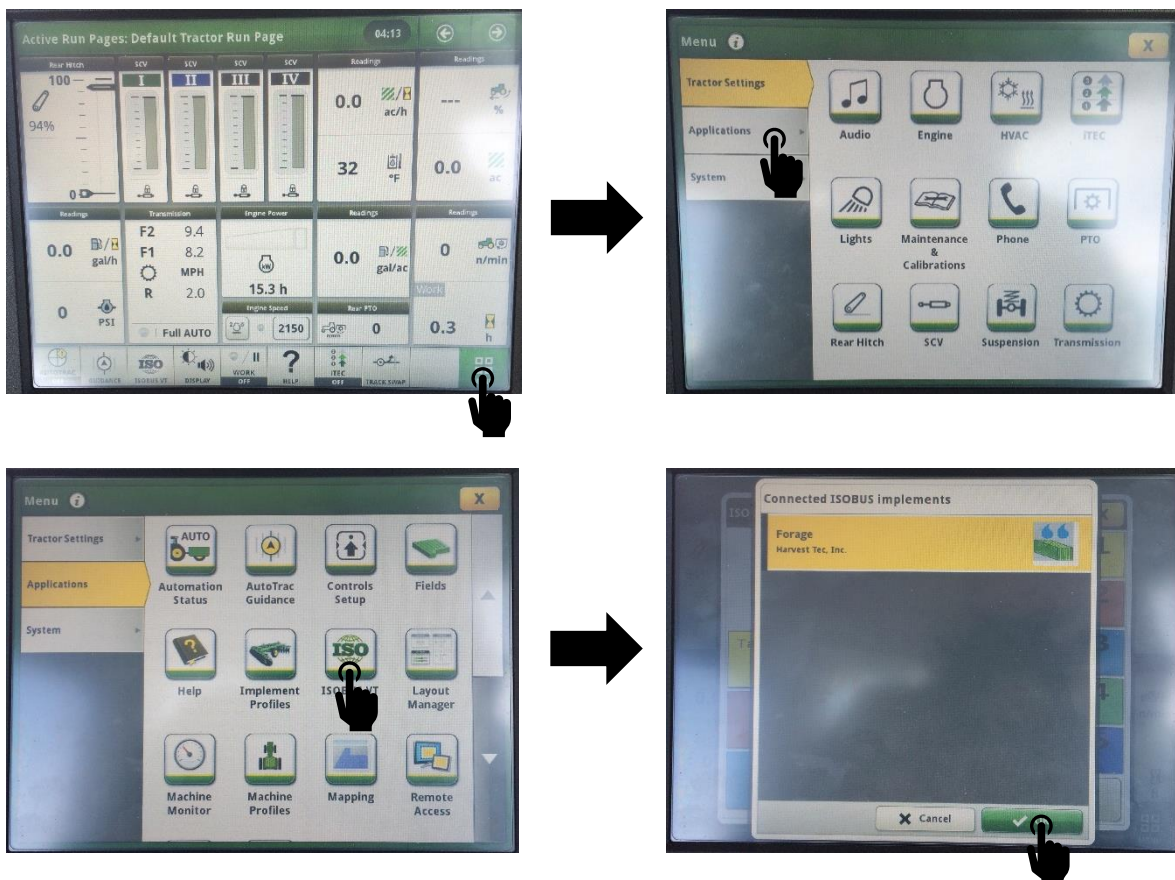 Active Run Pages: Default Tractor Run Page
04:13
Rear Hitch
SCV
SCV
SCV
SCV
Readings
Readings
100
I
II
III
IV
94%
0
0.0
ac/h
---
%
32
°F
0.0
ac
Readings
Transmission
Engine Power
Readings
Readings
0.0
gal/h
F2 9.4
F1 8.2
MPH
R 2.0
Full AUTO
kW
15.3 h
0.0
gal/ac
0
n/min
Work
0
PSI
Engine Speed
2150
Rear PTO
0
0.3
h
AUTOTRAC
GUIDANCE
ISO
ISOBUS VT
DISPLAY
WORK
OFF
?
HELP
iTEC
OFF
TRACK SWAP
Menu i
X
Tractor Settings
Applications
System
Audio
Engine
HVAC
iTEC
Lights
Maintenance
&
Calibrations
Phone
PTO
Rear Hitch
SCV
Suspension
Transmission
Menu i
X
Tractor Settings
Applications
System
AUTO
Automation
Status
AutoTrac
Guidance
Controls
Setup
Fields
?
Help
Implement
Profiles
ISO
Layout
Manager
Machine
Monitor
Machine
Profiles
Mapping
Remote
Access
Connected ISOBUS implements
Forage
Harvest Tec, Inc.
Cancel